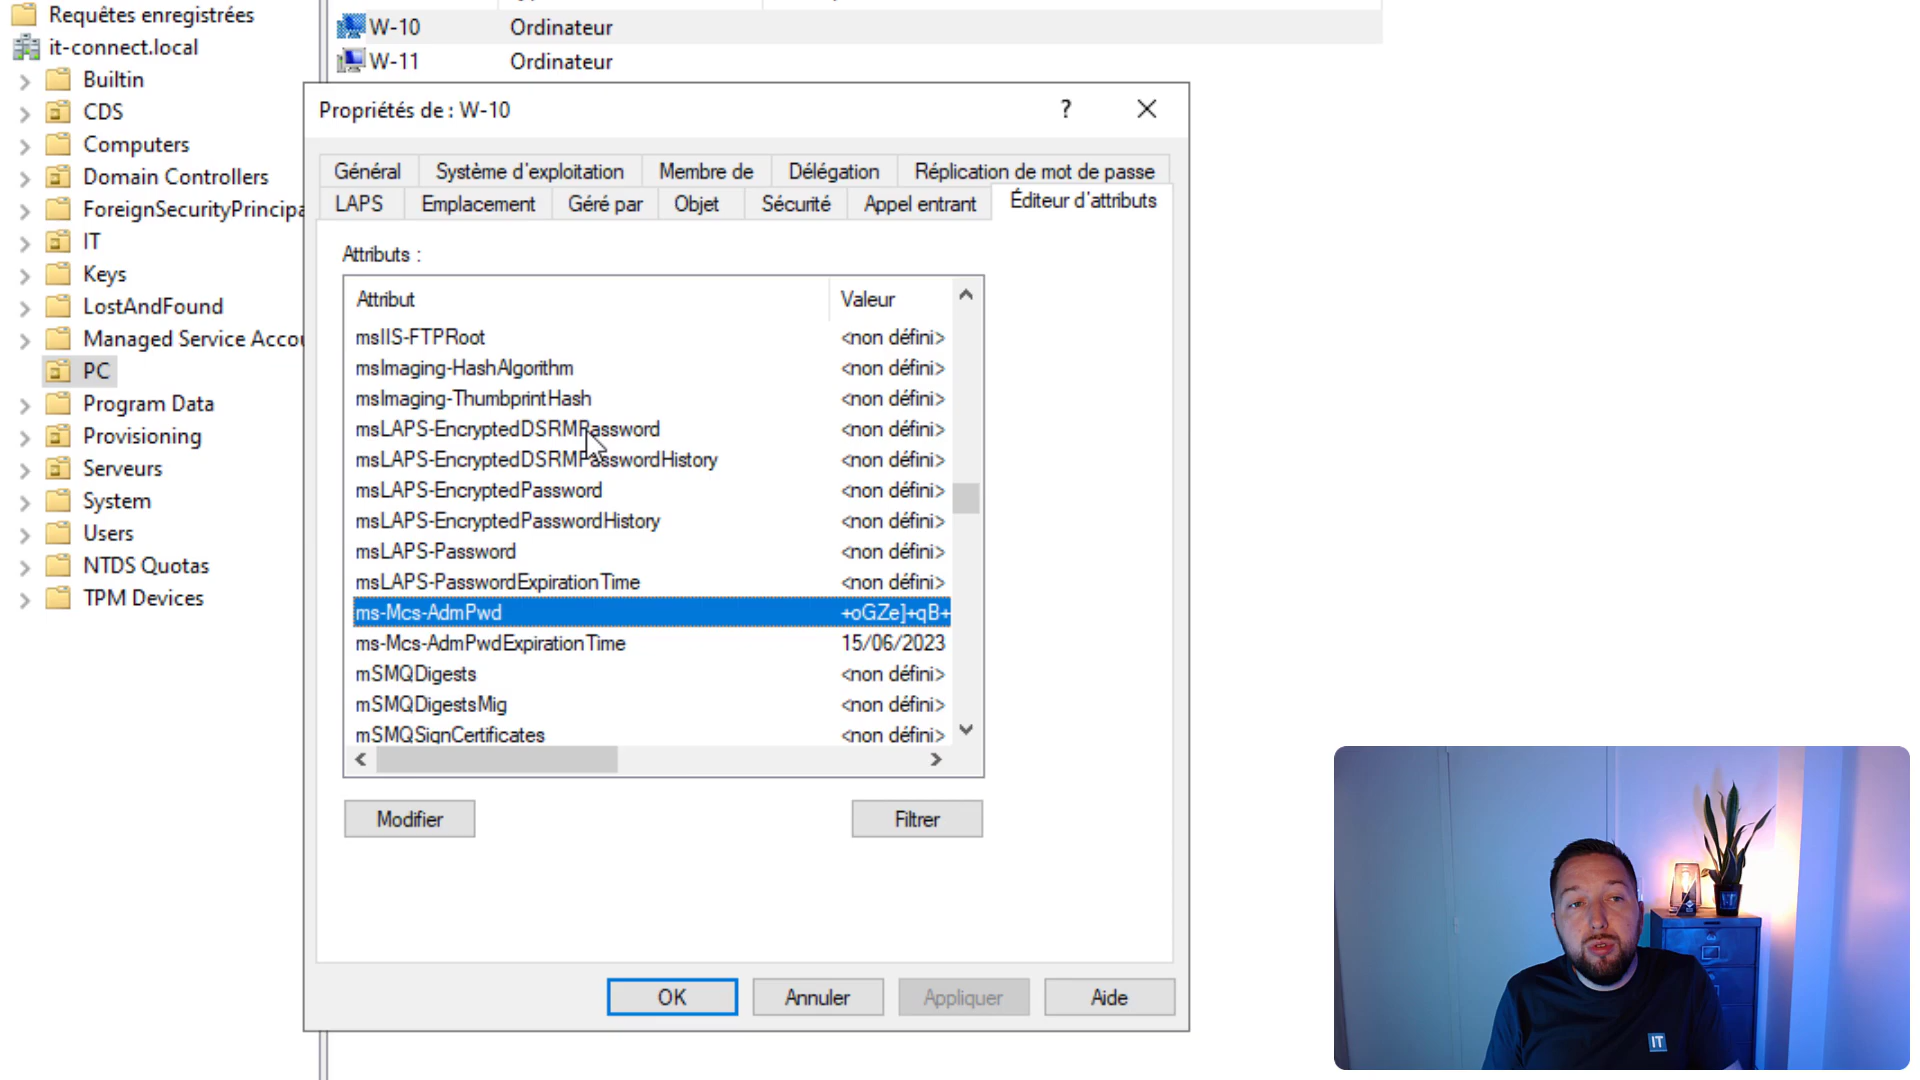 Requêtes enregistrées
it-connect.local
Builtin
CDS
Computers
Domain Controllers
ForeignSecurityPrincipa
IT
Keys
LostAndFound
Managed Service Accou
PC
Program Data
Provisioning
Serveurs
System
Users
NTDS Quotas
TPM Devices
W-10 Ordinateur
W-11 Ordinateur
Propriétés de : W-10 ?
Général Système d'exploitation Membre de Délégation Réplication de mot de passe
LAPS Emplacement Géré par Objet Sécurité Appel entrant Éditeur d'attributs
Attributs :
Attribut Valeur
msIIS-FTPRoot <non défini>
msImaging-HashAlgorithm <non défini>
msImaging-ThumbprintHash <non défini>
msLAPS-EncryptedDSRMPassword <non défini>
msLAPS-EncryptedDSRMPasswordHistory <non défini>
msLAPS-EncryptedPassword <non défini>
msLAPS-EncryptedPasswordHistory <non défini>
msLAPS-Password <non défini>
msLAPS-PasswordExpirationTime <non défini>
ms-Mcs-AdmPwd +oGZe]+qB+
ms-Mcs-AdmPwdExpirationTime 15/06/2023
mSMQDigests <non défini>
mSMQDigestsMig <non défini>
mSMQSignCertificates <non défini>
Modifier Filtrer
OK Annuler Appliquer Aide
IT